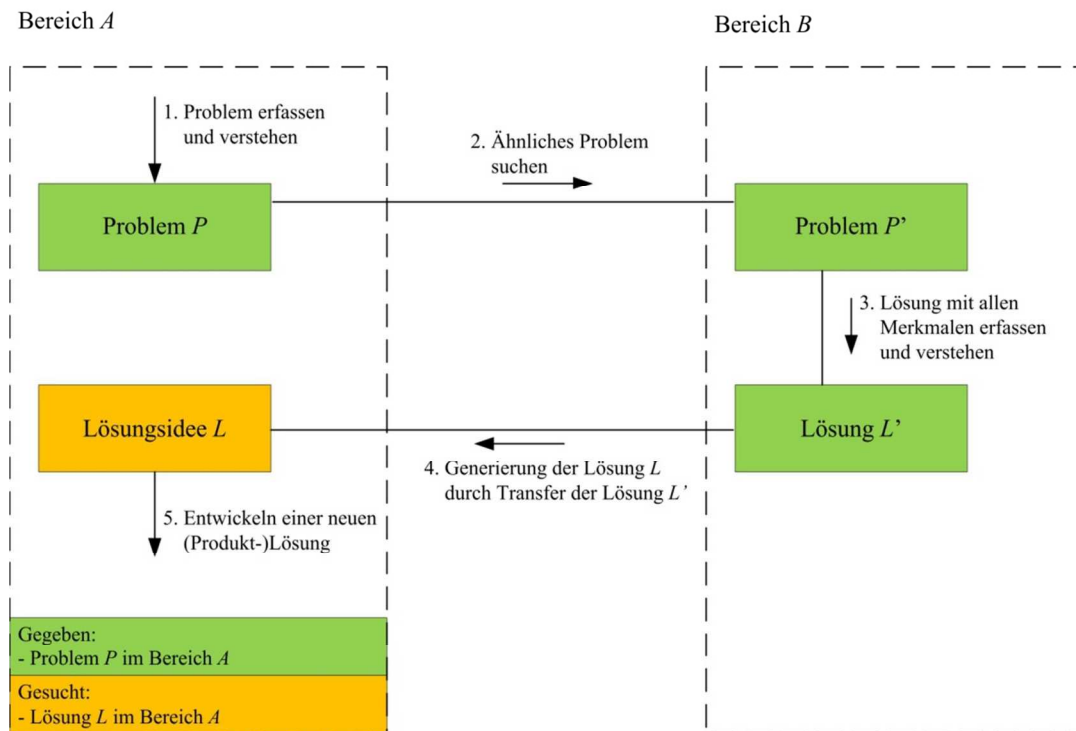 Bereich A
Bereich B
1. Problem erfassen
und verstehen
2. Ähnliches Problem
suchen
Problem P
Problem P’
3. Lösung mit allen
Merkmalen erfassen
und verstehen
Lösungsidee L
Lösung L’
4. Generierung der Lösung L
durch Transfer der Lösung L’
5. Entwickeln einer neuen
(Produkt-)Lösung
Gegeben:
- Problem P im Bereich A
Gesucht:
- Lösung L im Bereich A